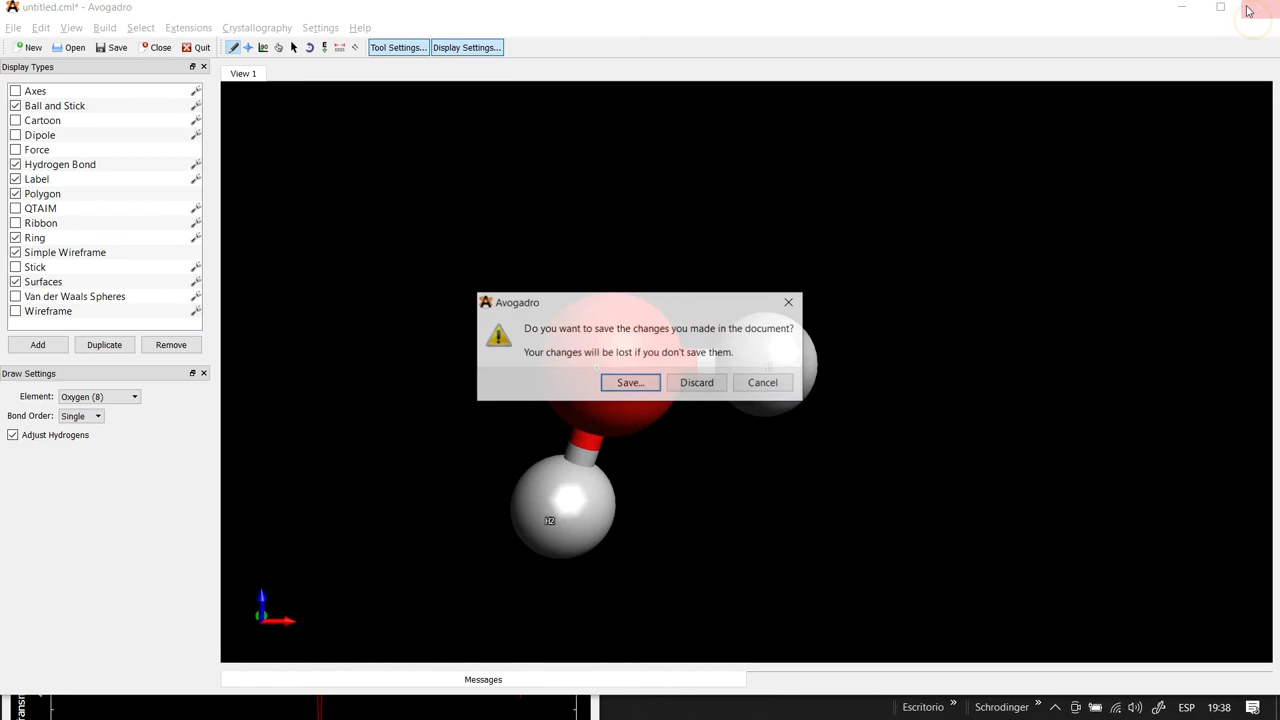 untitled.cml* - Avogadro
File Edit View Build Select Extensions Crystallography Settings Help
New Open Save Close Quit E Tool Settings... Display Settings...
Display Types
View 1
Axes
Ball and Stick
Cartoon
Dipole
Force
Hydrogen Bond
Label
Polygon
QTAIM
Ribbon
Ring
Simple Wireframe
Stick
Surfaces
Van der Waals Spheres
Wireframe
Add Duplicate Remove
Draw Settings
Element: Oxygen (8)
Bond Order: Single
Adjust Hydrogens
Avogadro
Do you want to save the changes you made in the document?
Your changes will be lost if you don't save them.
Save... Discard Cancel
H2
Messages
Escritorio » Schrodinger » ESP 19:38